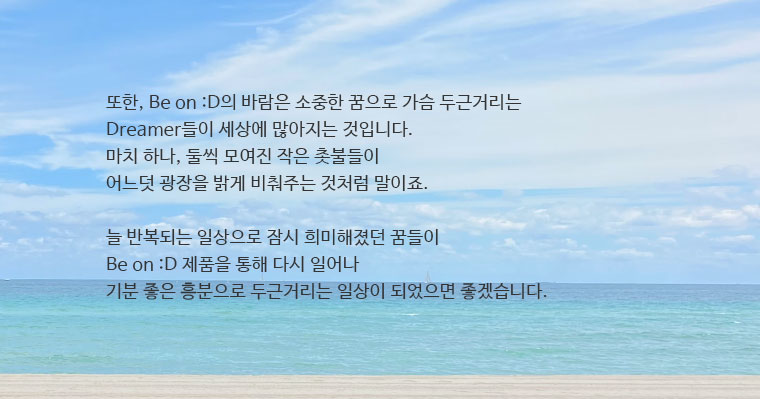 또한, Be on :D의 바람은 소중한 꿈으로 가슴 두근거리는
Dreamer들이 세상에 많아지는 것입니다.
마치 하나, 둘씩 모여진 작은 촛불들이
어느덧 광장을 밝게 비춰주는 것처럼 말이죠.
늘 반복되는 일상으로 잠시 희미해졌던 꿈들이
Be on :D 제품을 통해 다시 일어나
기분 좋은 흥분으로 두근거리는 일상이 되었으면 좋겠습니다.